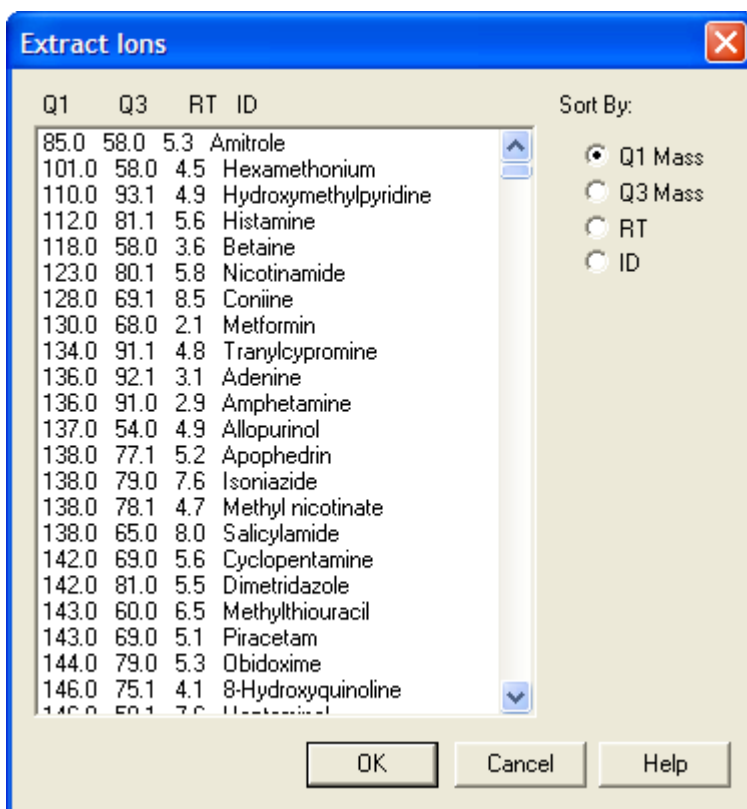 Extract Ions
Q1 Q3 RT ID
Sort By:
85.0 58.0 5.3 Amitrole
101.0 58.0 4.5 Hexamethonium
110.0 93.1 4.9 Hydroxymethylpyridine
112.0 81.1 5.6 Histamine
118.0 58.0 3.6 Betaine
123.0 80.1 5.8 Nicotinamide
128.0 69.1 8.5 Coniine
130.0 68.0 2.1 Metformin
134.0 91.1 4.8 Tranylcypromine
136.0 92.1 3.1 Adenine
136.0 91.0 2.9 Amphetamine
137.0 54.0 4.9 Allopurinol
138.0 77.1 5.2 Apophedrin
138.0 79.0 7.6 Isoniazide
138.0 78.1 4.7 Methyl nicotinate
138.0 65.0 8.0 Salicylamide
142.0 69.0 5.6 Cyclopentamine
142.0 81.0 5.5 Dimetridazole
143.0 60.0 6.5 Methylthiouracil
143.0 69.0 5.1 Piracetam
144.0 79.0 5.3 Obidoxime
146.0 75.1 4.1 8-Hydroxyquinoline
Q1 Mass
Q3 Mass
RT
ID
OK Cancel Help